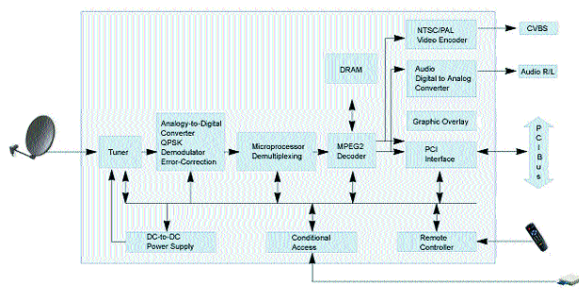 NTSC/PAL
Video Encoder
CVBS
DRAM
Audio
Digital to Analog
Converter
Audio R/L
Graphic Overlay
Analogy-to-Digital
Converter
QPSK
Demodulator
Error-Correction
Tuner
Microprocessor
Demultiplexing
MPEG2
Decoder
PCI
Interface
PCIBus
DC-to-DC
Power Supply
Conditional
Access
Remote
Controller